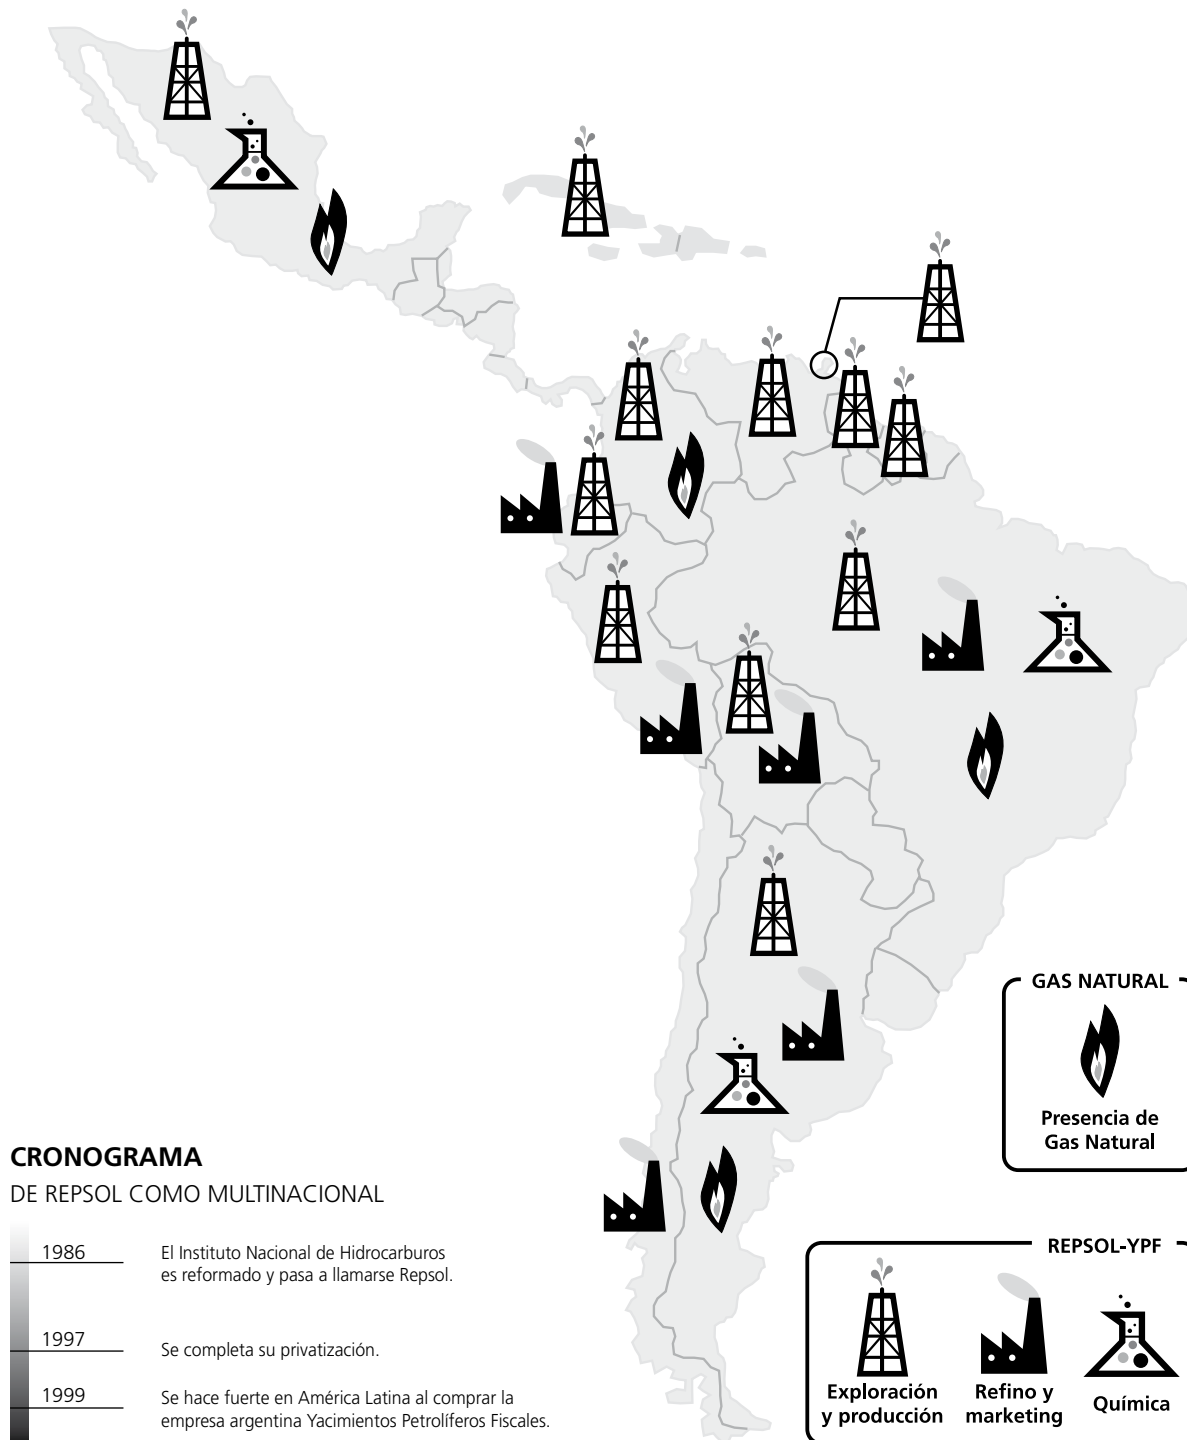 GAS NATURAL
Presencia de
Gas Natural
CRONOGRAMA
DE REPSOL COMO MULTINACIONAL
1986
El Instituto Nacional de Hidrocarburos
es reformado y pasa a llamarse Repsol.
1997
Se completa su privatización.
1999
Se hace fuerte en América Latina al comprar la
empresa argentina Yacimientos Petrolíferos Fiscales.
REPSOL-YPF
Exploración
y producción
Refino y
marketing
Química